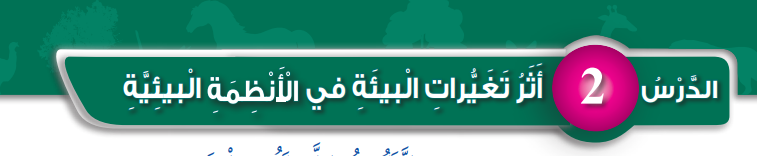 الدَّرْسُ 2 أَثَرُ تَغَيُّراتِ الْبيئَةِ في الْأَنْظِمَةِ الْبيئِيَّةِ